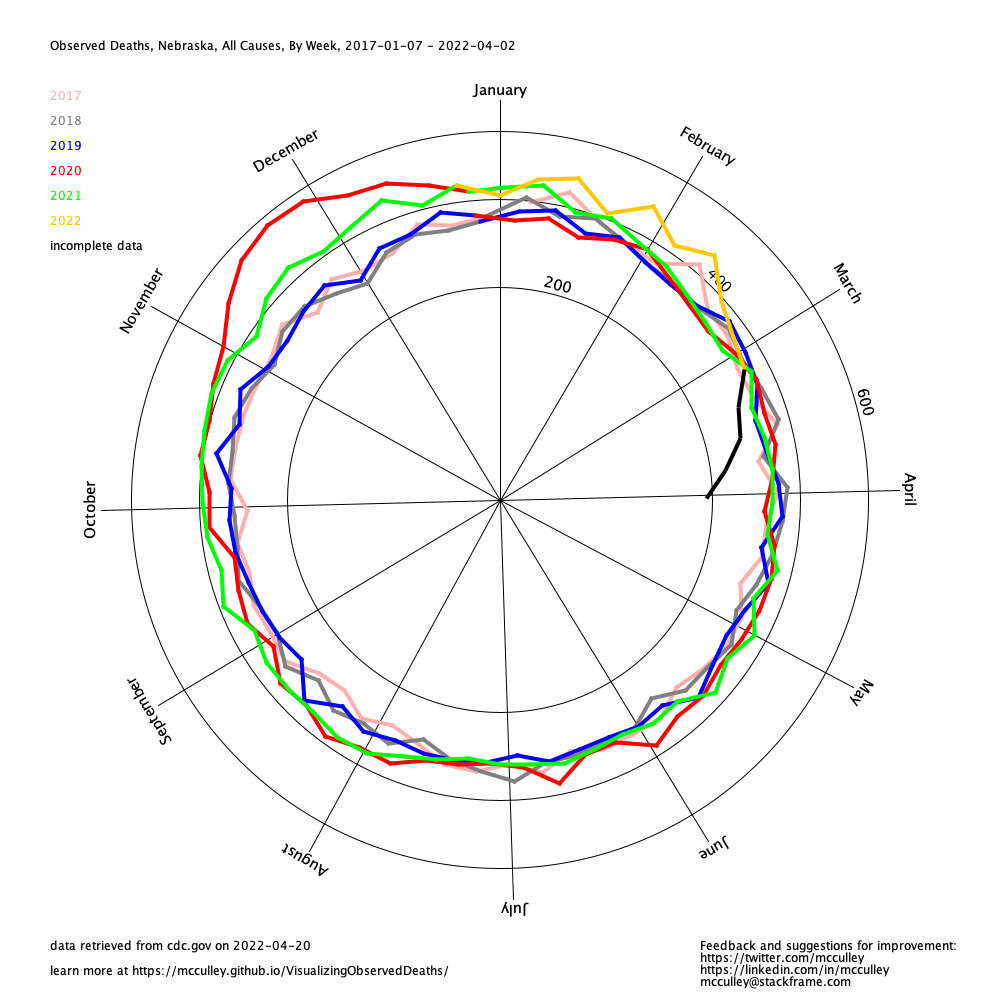 Observed Deaths, Nebraska, All Causes, By Week, 2017-01-07 - 2022-04-02
January
2017
2018
2019
2020
2021
2022
incomplete data
December
February
November
March
200
400
600
October
April
September
May
August
June
July
data retrieved from cdc.gov on 2022-04-20
learn more at https://mcculley.github.io/VisualizingObservedDeaths/
Feedback and suggestions for improvement:
https://twitter.com/mcculley
https://linkedin.com/in/mcculley
mcculley@stackframe.com